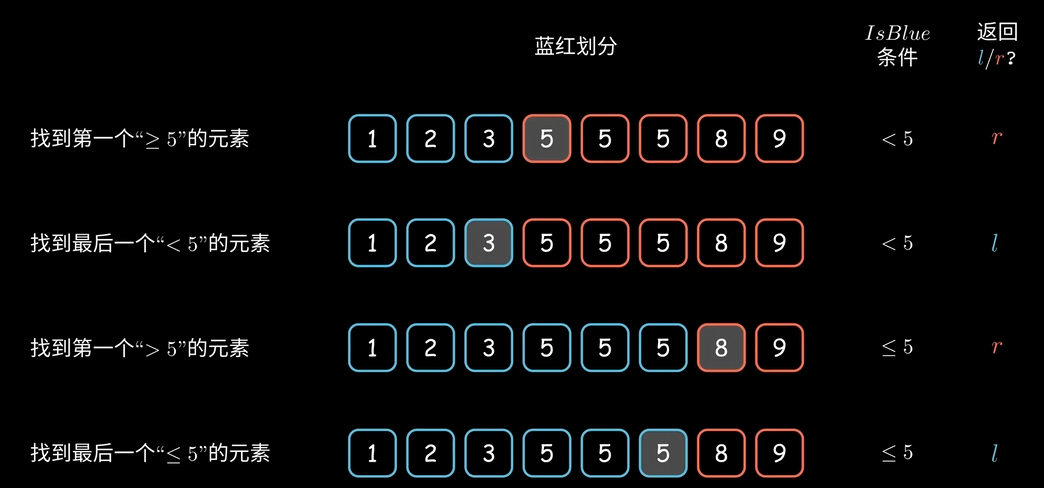 蓝红划分
IsBlue
条件
返回
l/r?
找到第一个“≥ 5”的元素 1 2 3 5 5 5 8 9 < 5 r
找到最后一个“< 5”的元素 1 2 3 5 5 5 8 9 < 5 l
找到第一个“> 5”的元素 1 2 3 5 5 5 8 9 ≤ 5 r
找到最后一个“≤ 5”的元素 1 2 3 5 5 5 8 9 ≤ 5 l